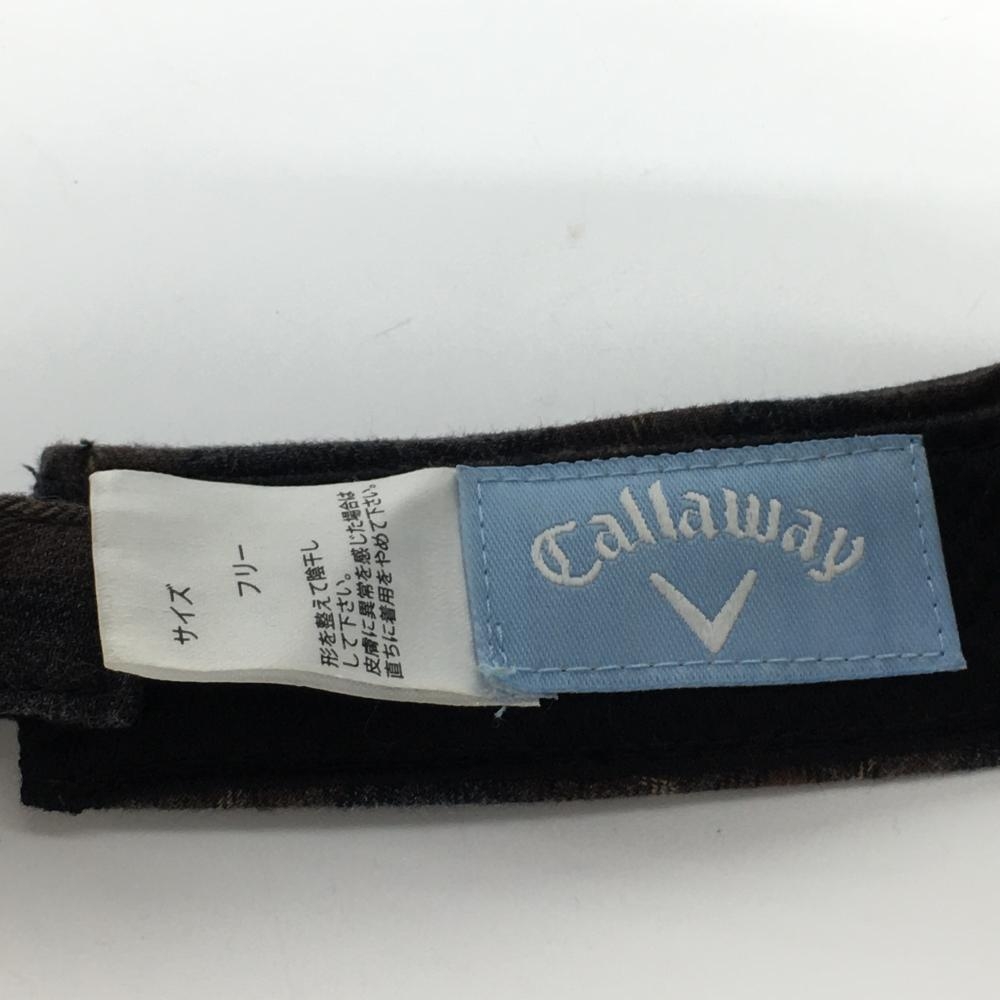 サイズ
フリー
形を整えて陰干し
して下さい。
皮膚に異常を感じた場合は
直ちに着用をやめて下さい。
Callaway